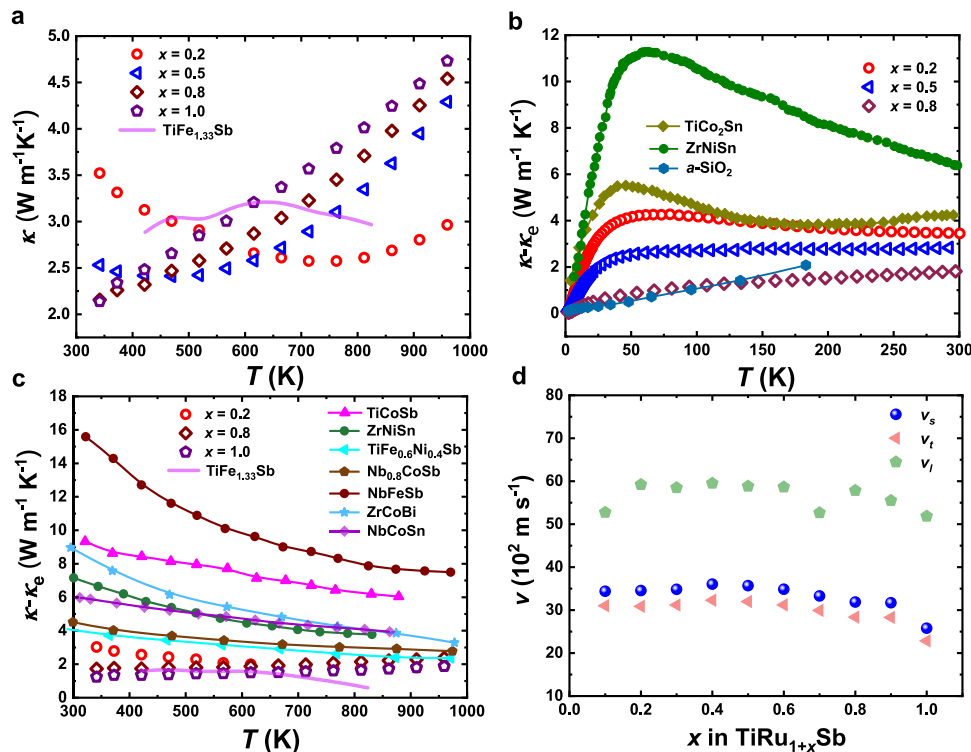 a
5.0
4.5
4.0
3.5
3.0
2.5
2.0
κ (W m⁻¹K⁻¹)
x = 0.2
x = 0.5
x = 0.8
x = 1.0
TiFe₁.₃₃Sb
300 400 500 600 700 800 900 1000
T (K)
b
12
10
8
6
4
2
0
κ-κₑ (W m⁻¹ K⁻¹)
x = 0.2
x = 0.5
x = 0.8
TiCo₂Sn
ZrNiSn
a-SiO₂
0 50 100 150 200 250 300
T (K)
c
18
16
14
12
10
8
6
4
2
0
κ-κₑ (W m⁻¹ K⁻¹)
x = 0.2
x = 0.8
x = 1.0
TiFe₁.₃₃Sb
TiCoSb
ZrNiSn
TiFe₀.₆Ni₀.₄Sb
Nb₀.₈CoSb
NbFeSb
ZrCoBi
NbCoSn
300 400 500 600 700 800 900 1000
T (K)
d
80
70
60
50
40
30
20
10
v (10² m s⁻¹)
vₛ
vₜ
vₗ
0.0 0.2 0.4 0.6 0.8 1.0
x in TiRu₁₊ₓSb